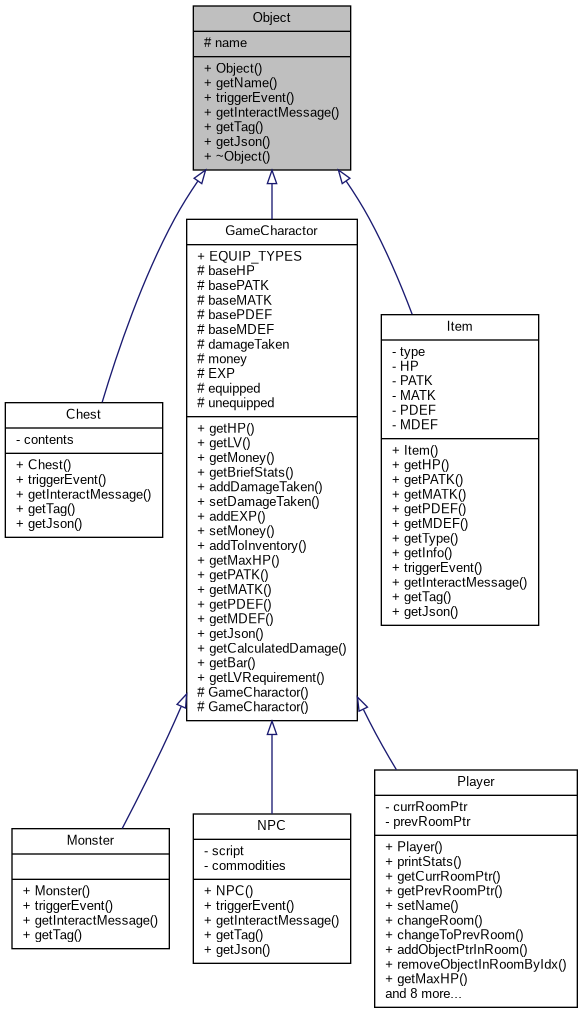 Object
# name
+ Object()
+ getName()
+ triggerEvent()
+ getInteractMessage()
+ getTag()
+ getJson()
+ ~Object()
GameCharactor
+ EQUIP_TYPES
# baseHP
# basePATK
# baseMATK
# basePDEF
# baseMDEF
# damageTaken
# money
# EXP
# equipped
# unequipped
+ getHP()
+ getLV()
+ getMoney()
+ getBriefStats()
+ addDamageTaken()
+ setDamageTaken()
+ addEXP()
+ setMoney()
+ addToInventory()
+ getMaxHP()
+ getPATK()
+ getMATK()
+ getPDEF()
+ getMDEF()
+ getJson()
+ getCalculatedDamage()
+ getBar()
+ getLVRequirement()
# GameCharactor()
# GameCharactor()
Item
- type
- HP
- PATK
- MATK
- PDEF
- MDEF
+ Item()
+ getHP()
+ getPATK()
+ getMATK()
+ getPDEF()
+ getMDEF()
+ getType()
+ getInfo()
+ triggerEvent()
+ getInteractMessage()
+ getTag()
+ getJson()
Chest
- contents
+ Chest()
+ triggerEvent()
+ getInteractMessage()
+ getTag()
+ getJson()
Monster
+ Monster()
+ triggerEvent()
+ getInteractMessage()
+ getTag()
NPC
- script
- commodities
+ NPC()
+ triggerEvent()
+ getInteractMessage()
+ getTag()
+ getJson()
Player
- currRoomPtr
- prevRoomPtr
+ Player()
+ printStats()
+ getCurrRoomPtr()
+ getPrevRoomPtr()
+ setName()
+ changeRoom()
+ changeToPrevRoom()
+ addObjectPtrInRoom()
+ removeObjectInRoomByIdx()
+ getMaxHP()
and 8 more...